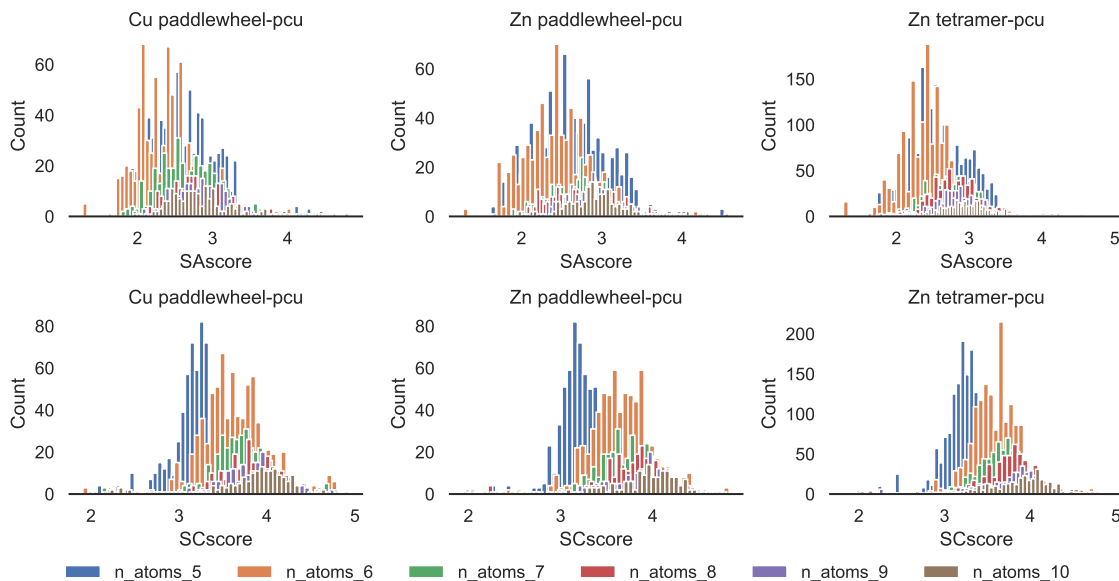 Cu paddlewheel-pcu
Zn paddlewheel-pcu
Zn tetramer-pcu
Count
60
40
20
0
2
3
4
SAscore
Count
60
40
20
0
2
3
4
SAscore
Count
150
100
50
0
2
3
4
5
SAscore
Cu paddlewheel-pcu
Zn paddlewheel-pcu
Zn tetramer-pcu
Count
80
60
40
20
0
2
3
4
5
SCscore
Count
80
60
40
20
0
2
3
4
SCscore
Count
200
150
100
50
0
2
3
4
5
SCscore
n_atoms_5 n_atoms_6 n_atoms_7 n_atoms_8 n_atoms_9 n_atoms_10